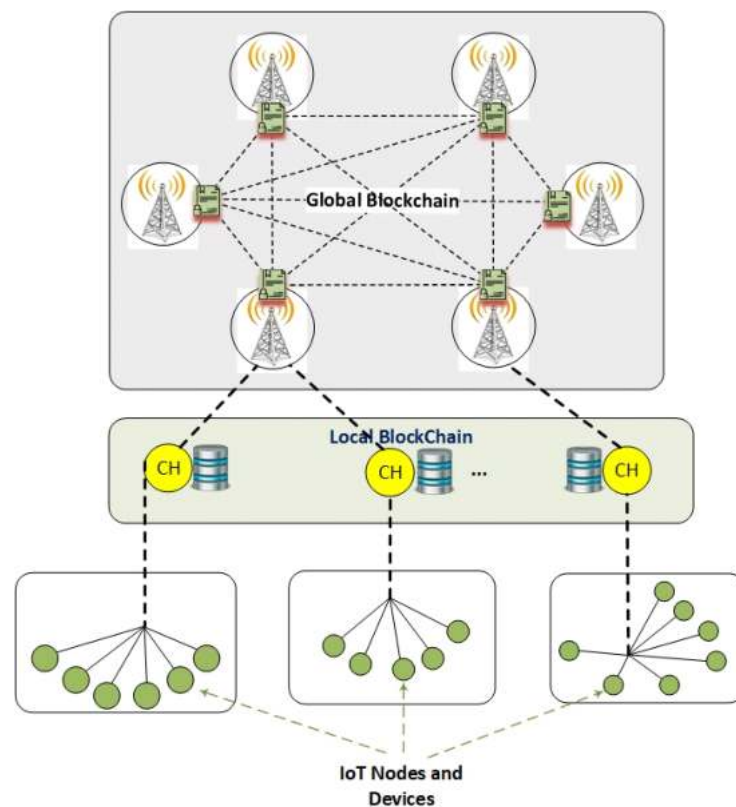 Global Blockchain
Local BlockChain
CH
CH
...
CH
IoT Nodes and
Devices